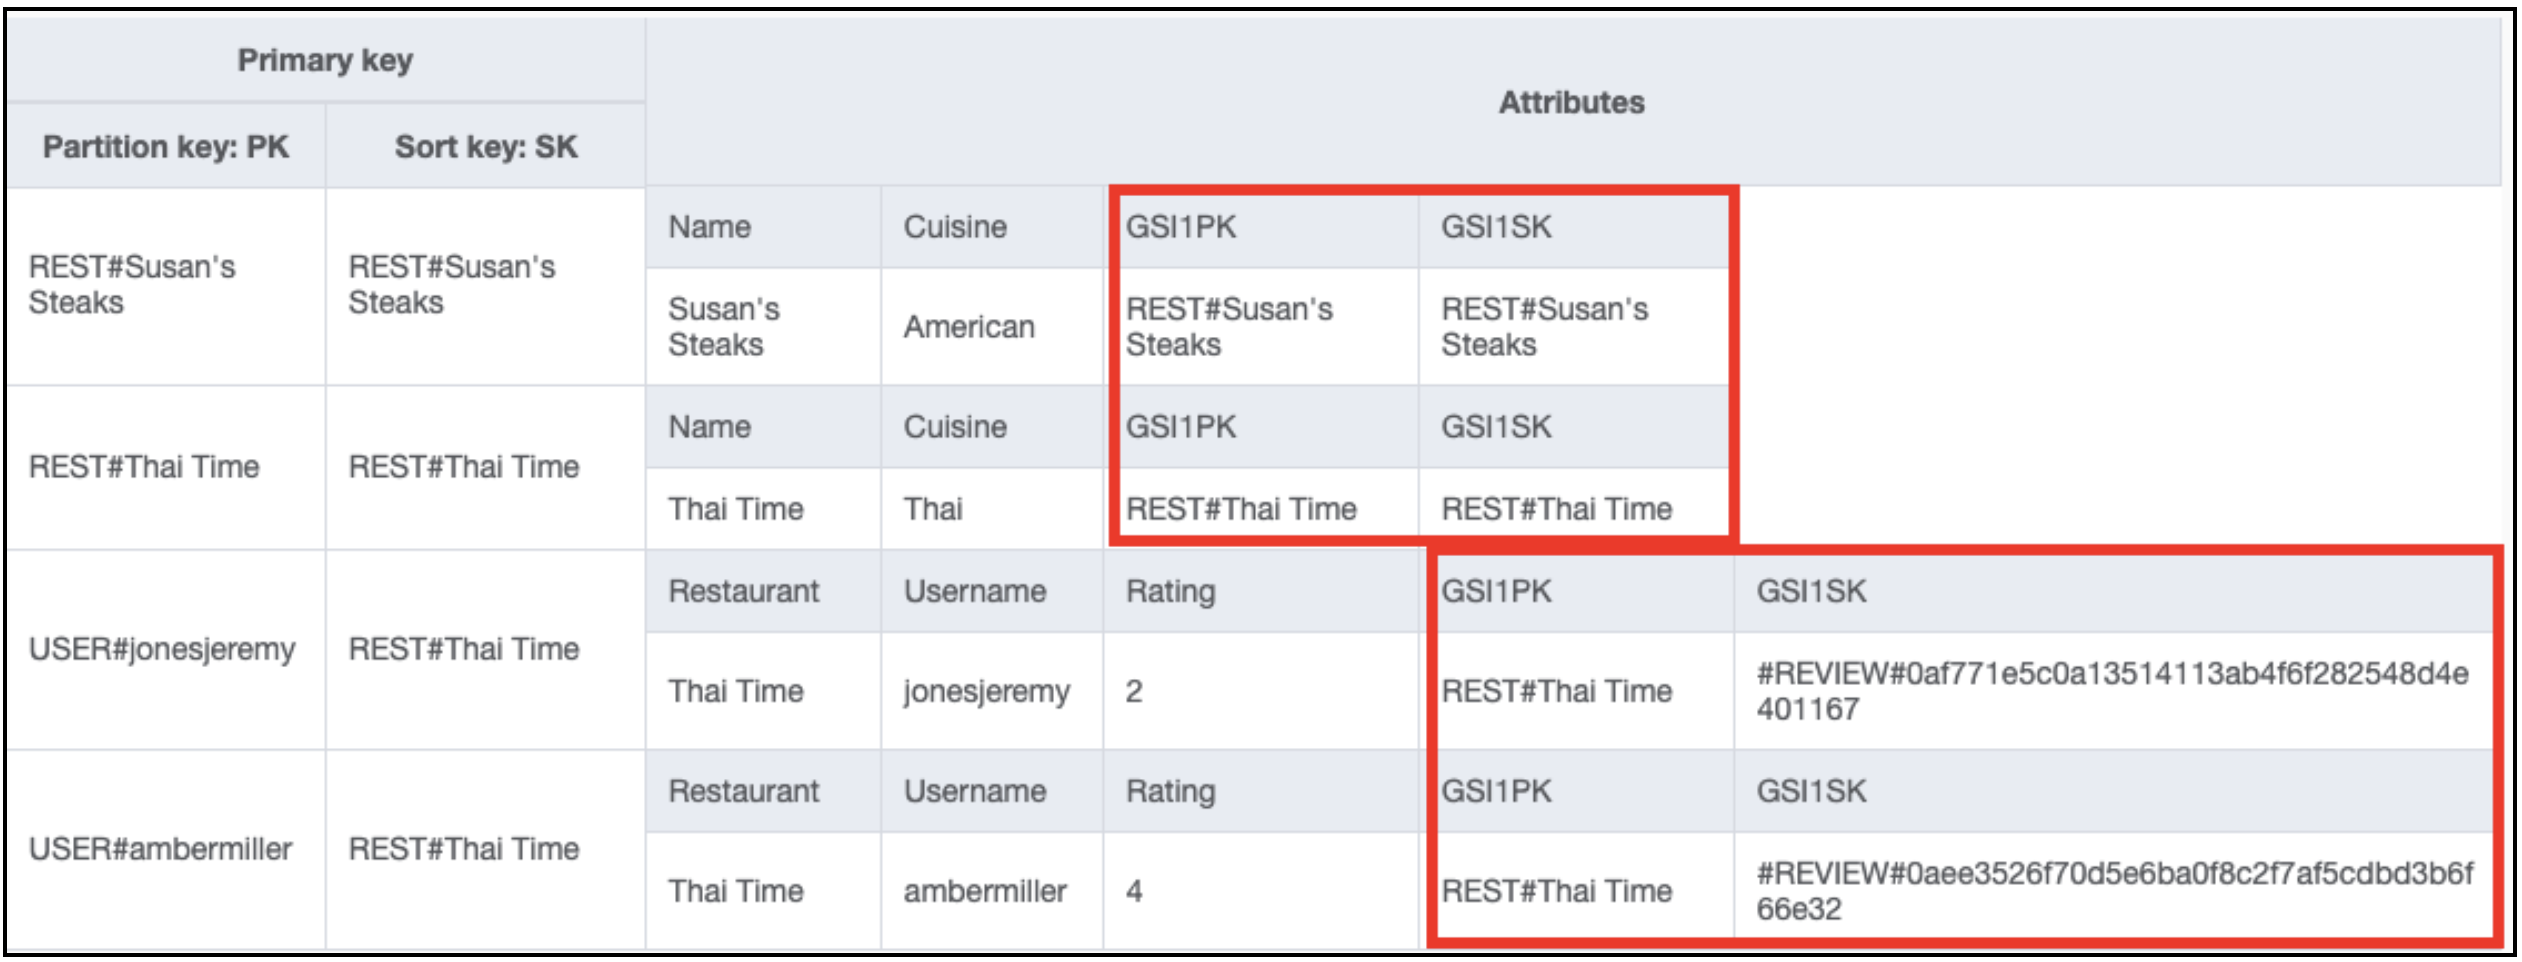 Primary key
Attributes
Partition key: PK
Sort key: SK
REST#Susan's
Steaks
REST#Susan's
Steaks
Name
Cuisine
GSI1PK
GSI1SK
Susan's
Steaks
American
REST#Susan's
Steaks
REST#Susan's
Steaks
REST#Thai Time
REST#Thai Time
Name
Cuisine
GSI1PK
GSI1SK
Thai Time
Thai
REST#Thai Time
REST#Thai Time
USER#jonesjeremy
REST#Thai Time
Restaurant
Username
Rating
GSI1PK
GSI1SK
Thai Time
jonesjeremy
2
REST#Thai Time
#REVIEW#0af771e5c0a13514113ab4f6f282548d4e
401167
USER#ambermiller
REST#Thai Time
Restaurant
Username
Rating
GSI1PK
GSI1SK
Thai Time
ambermiller
4
REST#Thai Time
#REVIEW#0aee3526f70d5e6ba0f8c2f7af5cdbd3b6f
66e32